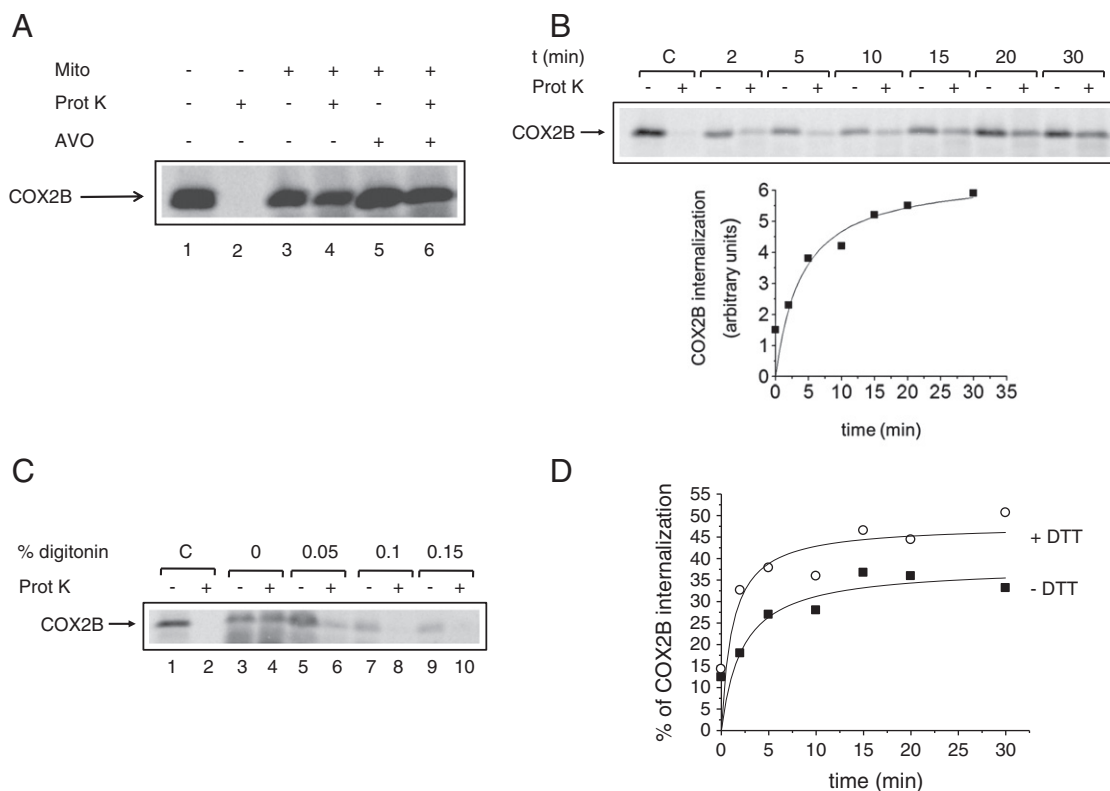 A
Mito - - + + + +
Prot K - + - + - +
AVO - - - - + +
COX2B
1 2 3 4 5 6
B
t (min) C 2 5 10 15 20 30
Prot K - + - + - + - + - + - + - +
COX2B
COX2B internalization
(arbitrary units)
6
5
4
3
2
1
0
0 5 10 15 20 25 30 35
time (min)
C
% digitonin C 0 0.05 0.1 0.15
Prot K - + - + - + - + - +
COX2B
1 2 3 4 5 6 7 8 9 10
D
% of COX2B internalization
55
50
45
40
35
30
25
20
15
10
5
0
0 5 10 15 20 25 30
time (min)
+ DTT
- DTT